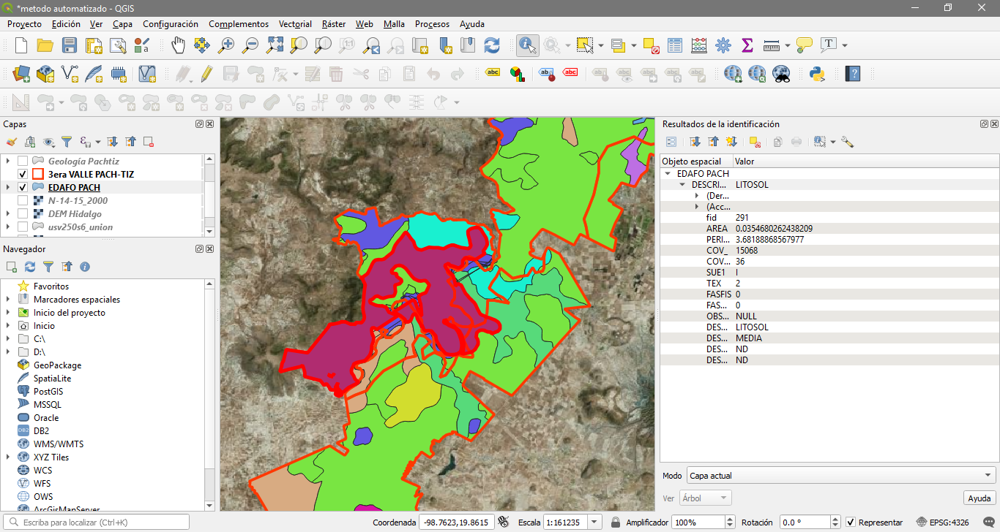 *metodo automatizado - QGIS
Proyecto Edición Ver Capa Configuración Complementos Vectorial Ráster Web Malla Procesos Ayuda
Capas
Geología Pachtiz
3era VALLE PACH-TIZ
EDAFO PACH
N-14-15_2000
DEM Hidalgo
usv250s6_union
Navegador
Favoritos
Marcadores espaciales
Inicio del proyecto
Inicio
C:\
D:\
GeoPackage
SpatiaLite
PostGIS
MSSQL
Oracle
DB2
WMS/WMTS
XYZ Tiles
WCS
WFS
OWS
ArcGisMapServer
Resultados de la identificación
Objeto espacial Valor
EDAFO PACH
DESCRI... LITOSOL
(Der...
(Acc...
fid 291
AREA 0.0354680262438209
PERI... 3.68188868567977
COV_ 15068
COV... 36
SUE1 I
TEX 2
FASFIS 0
FAS... 0
OBS... NULL
DES... LITOSOL
DES... MEDIA
DES... ND
DES... ND
Modo Capa actual
Ver Árbol Ayuda
Escriba para localizar (Ctrl+K) Coordenada -98.7623,19.8615 Escala 1:161235 Amplificador 100% Rotación 0.0 ° Representar EPSG:4326